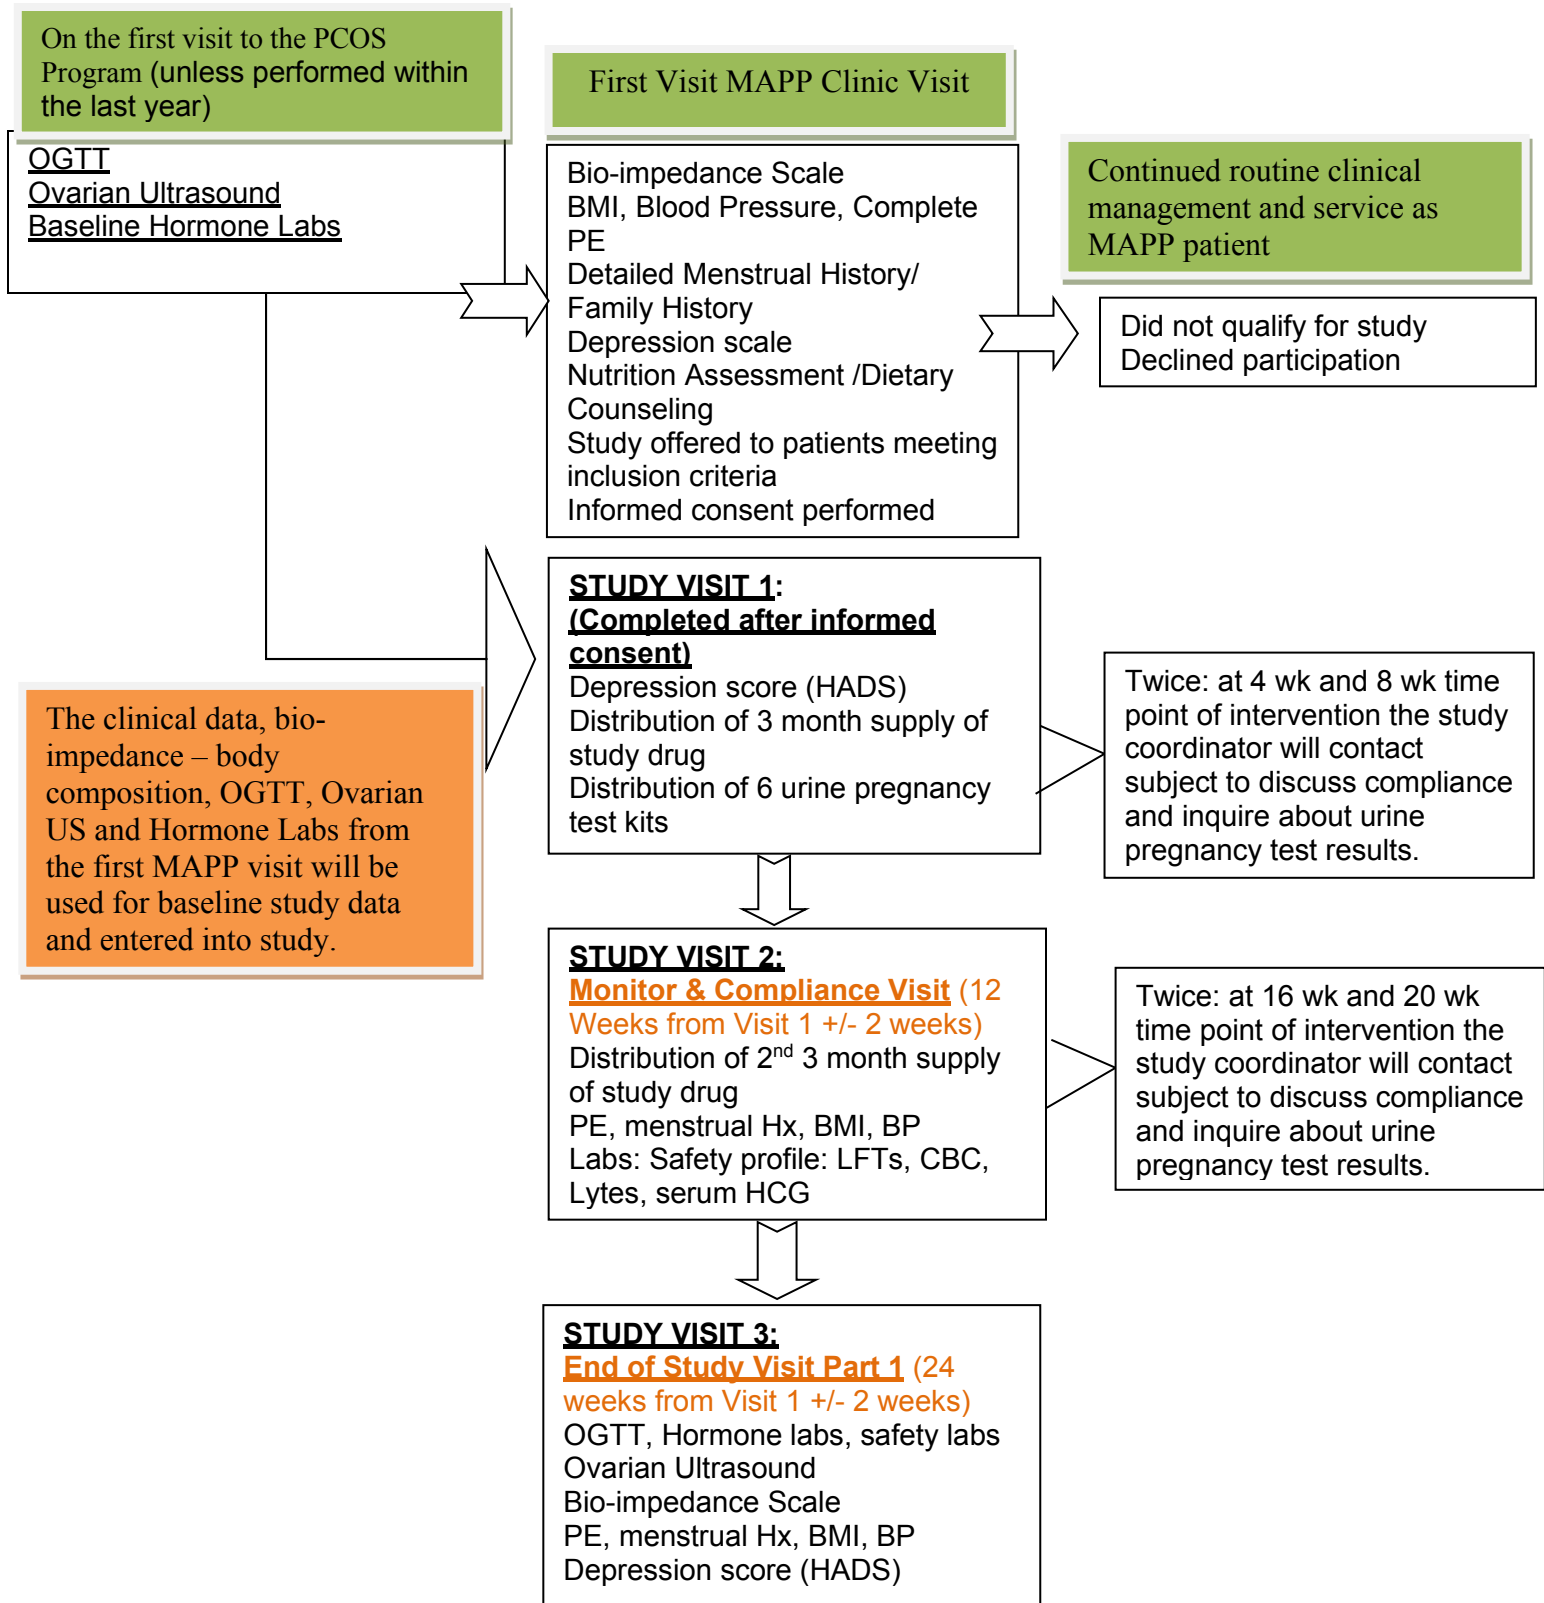 On the first visit to the PCOS
Program (unless performed within
the last year)
OGTT
Ovarian Ultrasound
Baseline Hormone Labs
First Visit MAPP Clinic Visit
Bio-impedance Scale
BMI, Blood Pressure, Complete
PE
Detailed Menstrual History/
Family History
Depression scale
Nutrition Assessment /Dietary
Counseling
Study offered to patients meeting
inclusion criteria
Informed consent performed
Continued routine clinical
management and service as
MAPP patient
Did not qualify for study
Declined participation
The clinical data, bio-
impedance – body
composition, OGTT, Ovarian
US and Hormone Labs from
the first MAPP visit will be
used for baseline study data
and entered into study.
STUDY VISIT 1:
(Completed after informed
consent)
Depression score (HADS)
Distribution of 3 month supply of
study drug
Distribution of 6 urine pregnancy
test kits
Twice: at 4 wk and 8 wk time
point of intervention the study
coordinator will contact
subject to discuss compliance
and inquire about urine
pregnancy test results.
STUDY VISIT 2:
Monitor & Compliance Visit (12
Weeks from Visit 1 +/- 2 weeks)
Distribution of 2nd 3 month supply
of study drug
PE, menstrual Hx, BMI, BP
Labs: Safety profile: LFTs, CBC,
Lytes, serum HCG
Twice: at 16 wk and 20 wk
time point of intervention the
study coordinator will contact
subject to discuss compliance
and inquire about urine
pregnancy test results.
STUDY VISIT 3:
End of Study Visit Part 1 (24
weeks from Visit 1 +/- 2 weeks)
OGTT, Hormone labs, safety labs
Ovarian Ultrasound
Bio-impedance Scale
PE, menstrual Hx, BMI, BP
Depression score (HADS)